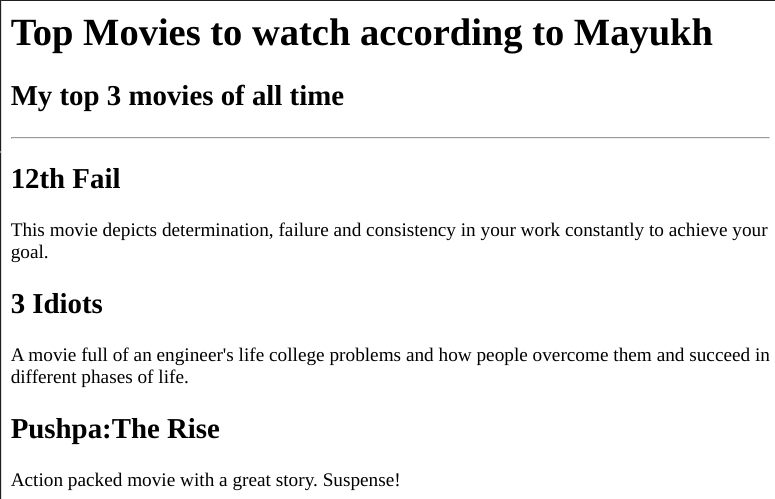 Top Movies to watch according to Mayukh
My top 3 movies of all time
12th Fail
This movie depicts determination, failure and consistency in your work constantly to achieve your
goal.
3 Idiots
A movie full of an engineer's life college problems and how people overcome them and succeed in
different phases of life.
Pushpa:The Rise
Action packed movie with a great story. Suspense!